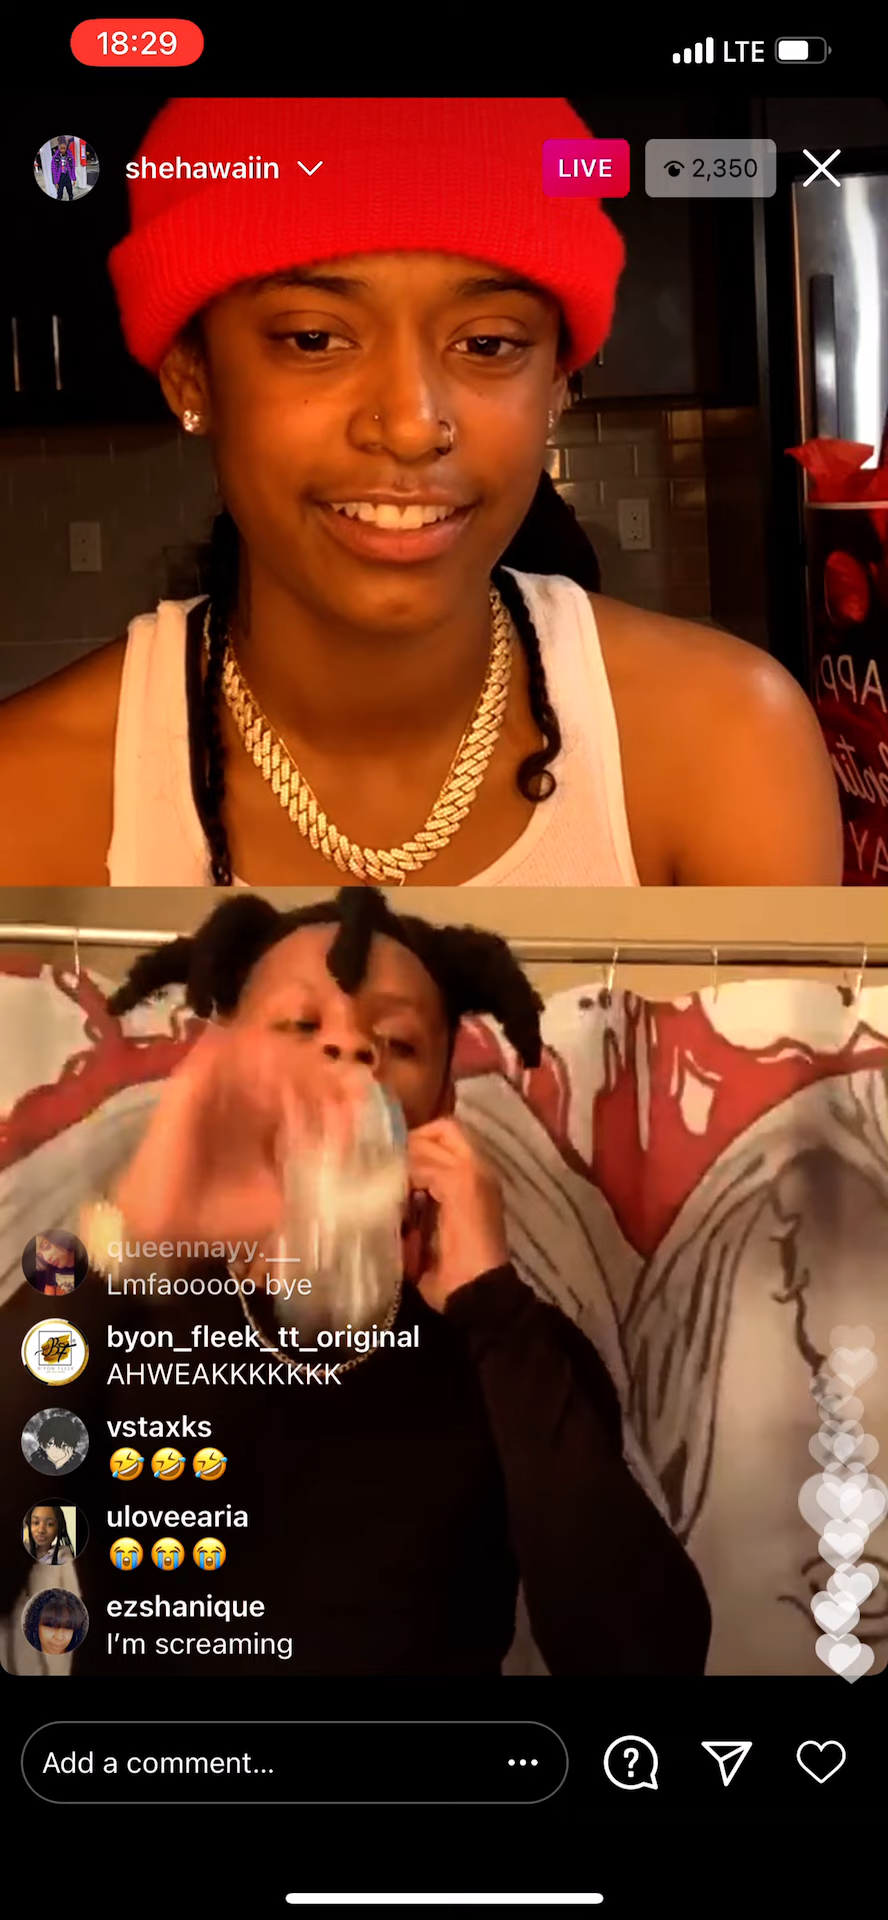 18:29
LTE
shehawaiin
LIVE
2,350
queennayy.__
Lmfaooooo bye
byon_fleek_tt_original
AHWEAKKKKKKK
vstaxks
🤣🤣🤣
uloveearia
😭😭😭
ezshanique
I'm screaming
Add a comment...